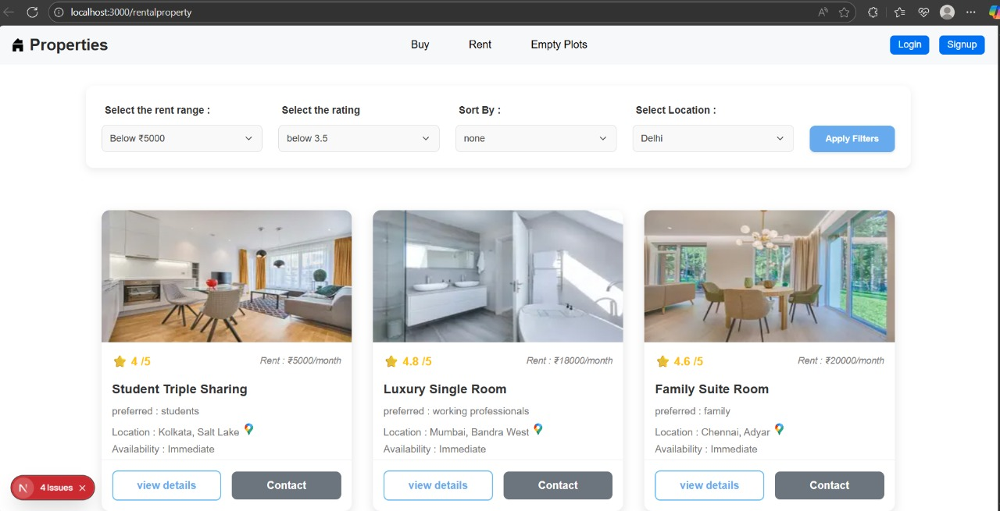 localhost:3000/rentalproperty
Properties
Buy
Rent
Empty Plots
Login
Signup
Select the rent range :
Select the rating
Sort By :
Select Location :
Below ₹5000
below 3.5
none
Delhi
Apply Filters
4 /5
Rent : ₹5000/month
Student Triple Sharing
preferred : students
Location : Kolkata, Salt Lake
Availability : Immediate
view details
Contact
4.8 /5
Rent : ₹18000/month
Luxury Single Room
preferred : working professionals
Location : Mumbai, Bandra West
Availability : Immediate
view details
Contact
4.6 /5
Rent : ₹20000/month
Family Suite Room
preferred : family
Location : Chennai, Adyar
Availability : Immediate
view details
Contact
N
4 Issues